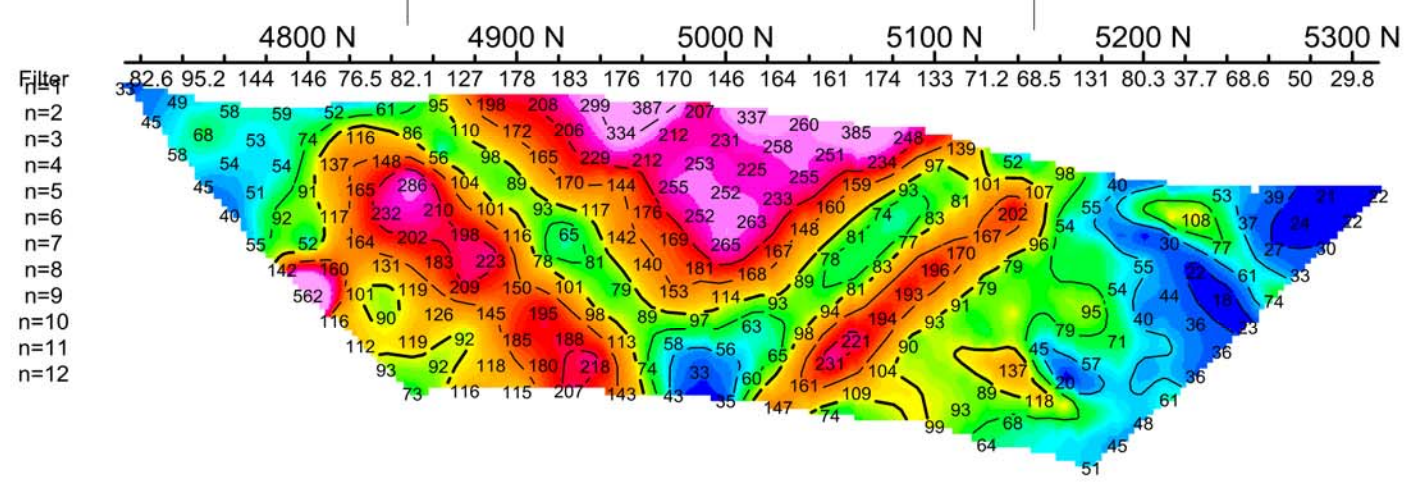 4800 N 4900 N 5000 N 5100 N 5200 N 5300 N
Filter 82.6 95.2 144 146 76.5 82.1 127 178 183 176 170 146 164 161 174 133 71.2 68.5 131 80.3 37.7 68.6 50 29.8
n=1
n=2 49 58 59 52 61 95 198 208 299 387 207 337 260 385 248 139 52 98 40 53 39 21 22
45
n=3 68 53 74 116 86 110 172 206 334 212 231 258 251 234 97 101 107 55 108 37 24 22
58
n=4 54 54 137 148 56 98 165 229 212 253 225 255 159 93 81 202 54 30 77 27 30
45
n=5 51 91 165 286 104 89 170 144 255 252 233 160 74 83 167 96 55 22 61 33
40
n=6 92 117 232 210 101 93 117 176 252 263 148 81 77 170 79 54 44 18 74
55
n=7 52 164 202 198 116 65 142 169 265 167 78 83 196 79 95 40 36 23
n=8 142 160 131 183 223 78 81 140 181 168 89 81 193 91 79 71 36
n=9 562 101 119 209 150 101 79 153 114 93 94 194 93 45 57 36
n=10 116 90 126 145 195 98 89 97 63 98 221 90 137 20 61
n=11 112 119 92 185 188 113 58 56 65 231 104 89 118 48
n=12 93 92 118 180 218 74 33 60 161 109 93 68 45
73 116 115 207 143 43 35 147 74 99 64 51